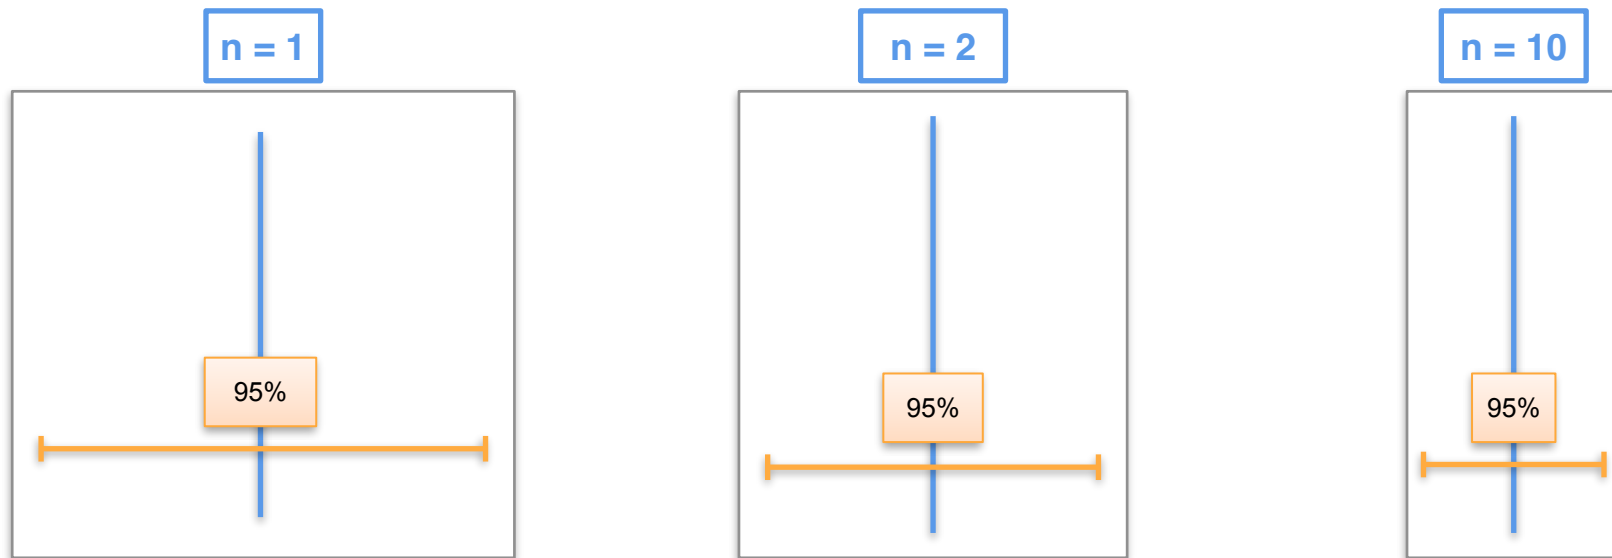 n = 1
n = 2
n = 10
95%
95%
95%